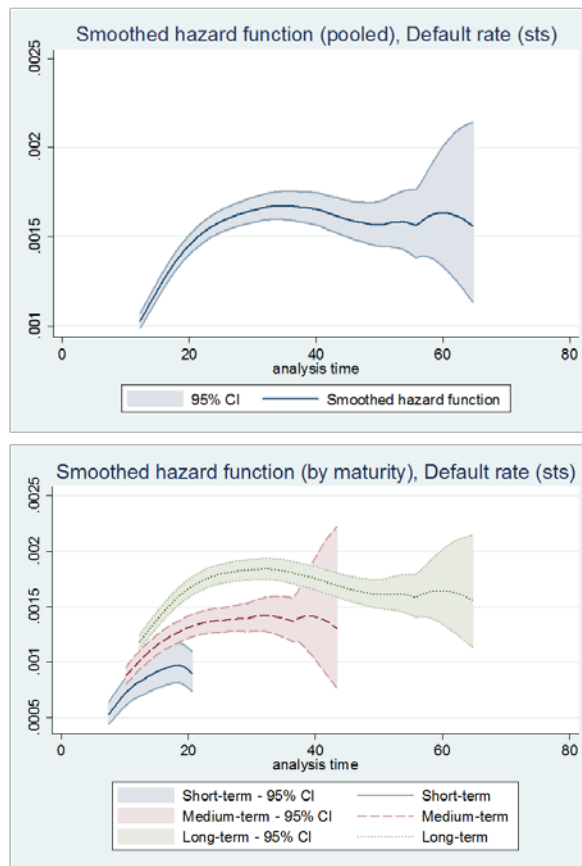 Smoothed hazard function (pooled), Default rate (sts)
.0025
.002
.0015
.001
0 20 40 60 80
analysis time
95% CI Smoothed hazard function
Smoothed hazard function (by maturity), Default rate (sts)
.0025
.002
.0015
.001
.0005
0 20 40 60 80
analysis time
Short-term - 95% CI Short-term
Medium-term - 95% CI Medium-term
Long-term - 95% CI Long-term